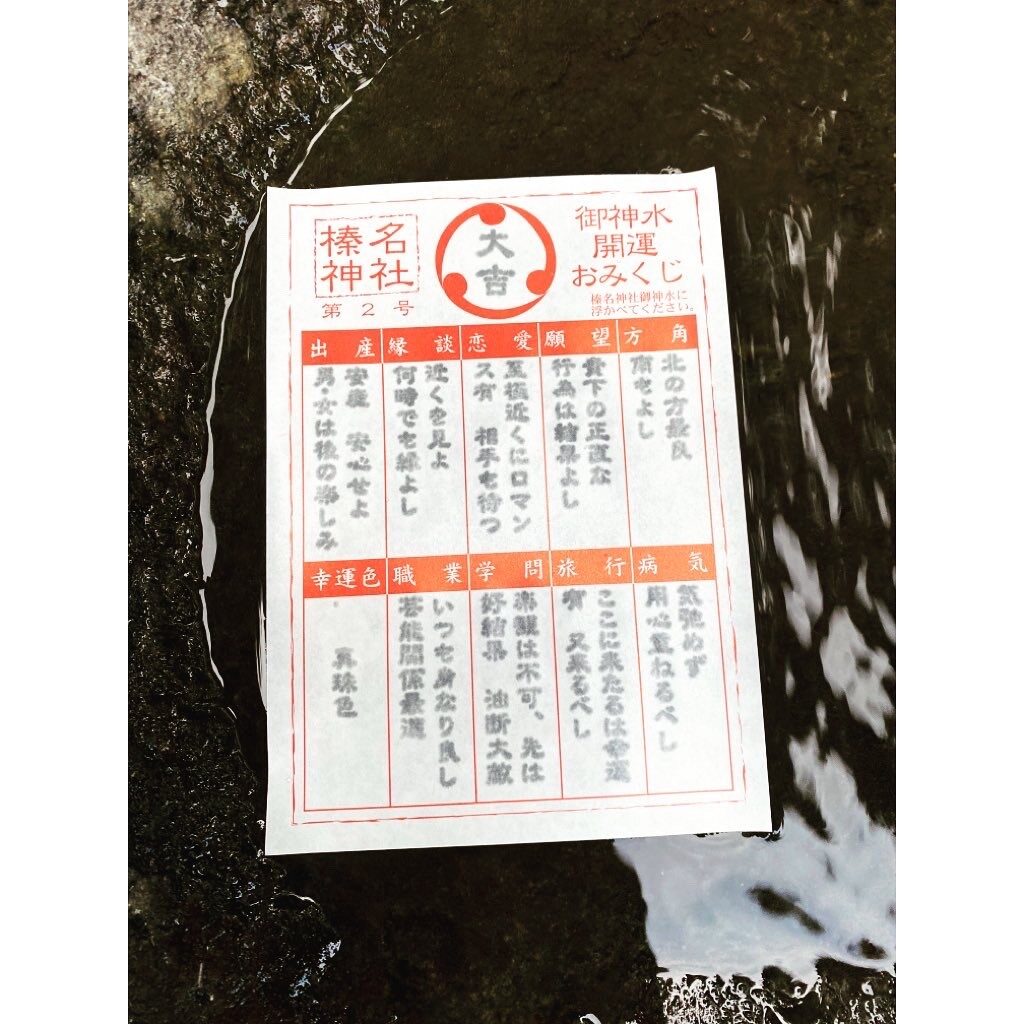 御神水
開運
おみくじ
榛名神社御神水に
浮かべてください。
大吉
榛名
神社
第2号
方角
北の方最良
南もよし
願望
貴下の正直な
行為は結果よし
恋愛
至極近くにロマン
ス有 相手も待つ
縁談
近くを見よ
何時でも縁よし
出産
安産 安心せよ
男・女は後の楽しみ
病気
気弛めず
用心重ねるべし
旅行
ここに来たるは幸運
有 又来るべし
学問
楽観は不可、先は
好結果 油断大敵
職業
いつも身なり良し
芸能関係最適
幸運色
真珠色